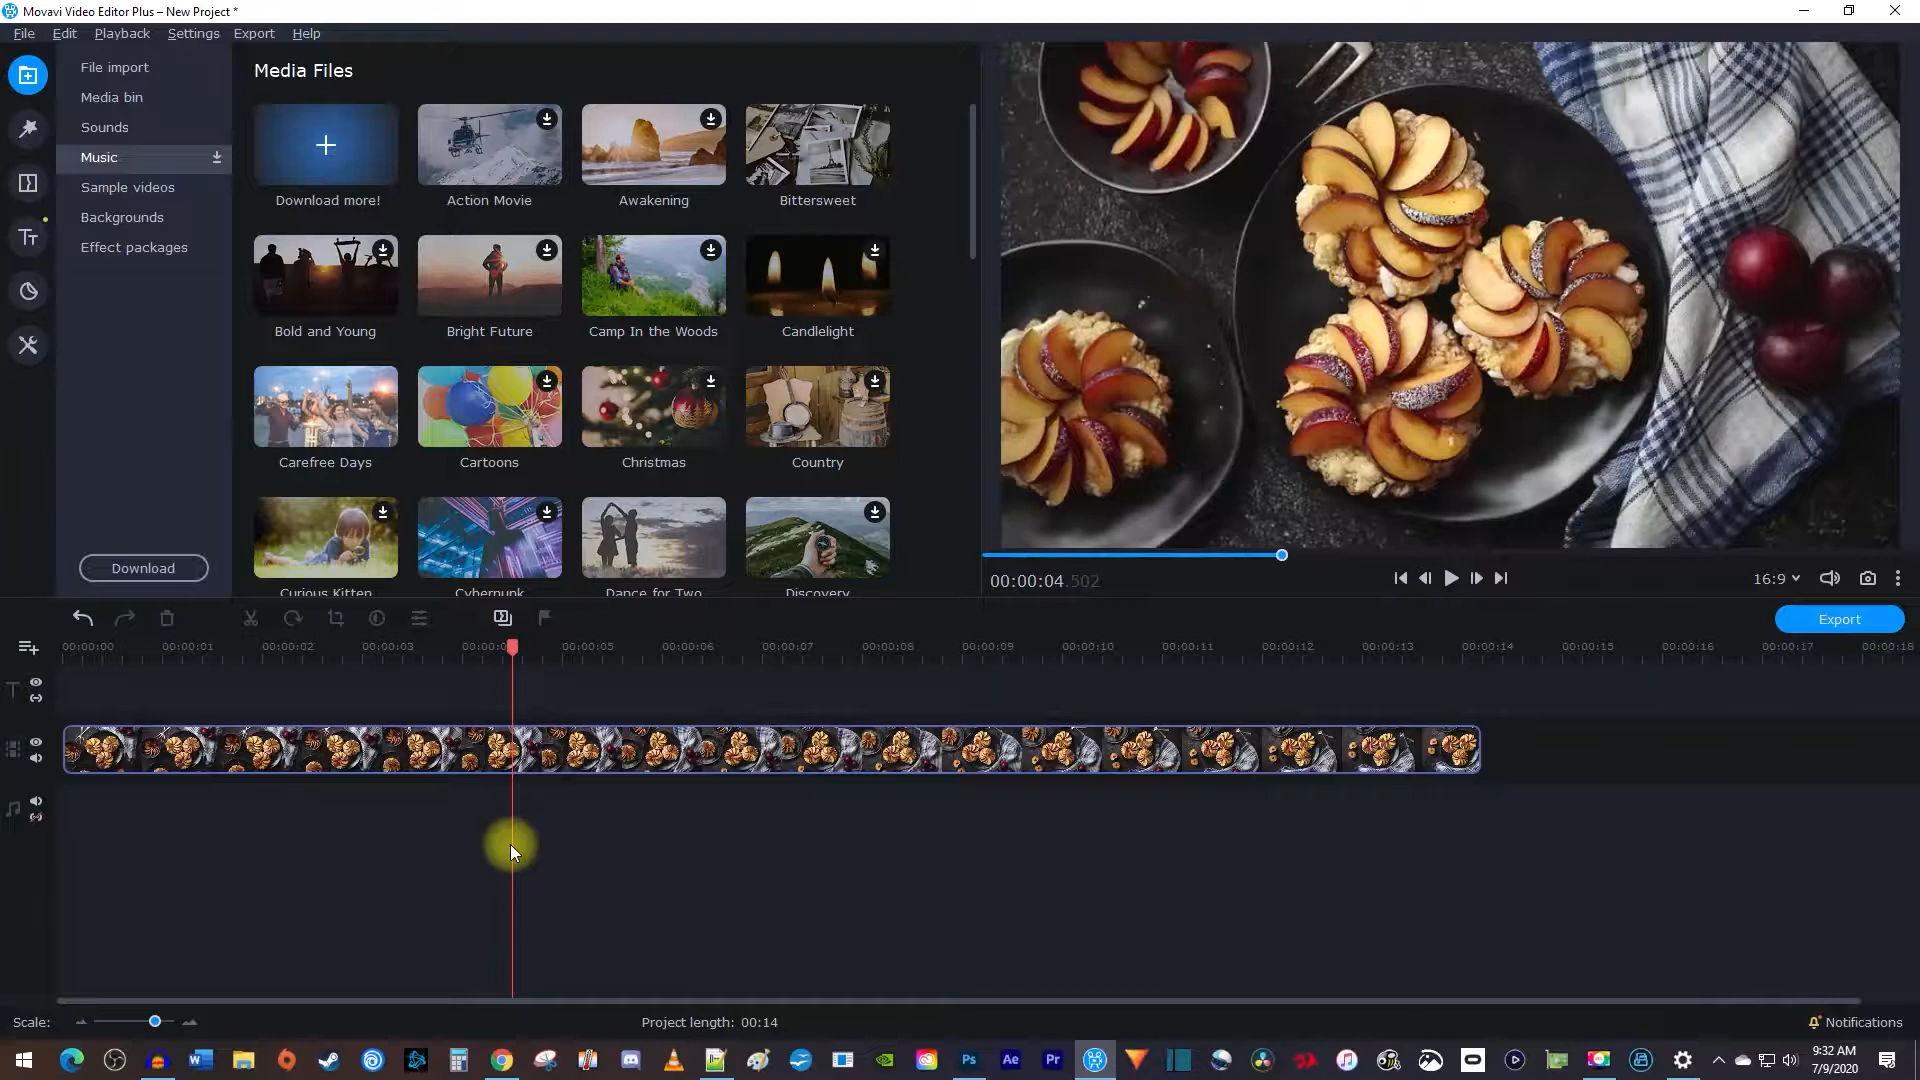 Movavi Video Editor Plus – New Project *
File Edit Playback Settings Export Help
File import
Media bin
Sounds
Music
Sample videos
Backgrounds
Effect packages
Download
Media Files
Download more!
Action Movie
Awakening
Bittersweet
Bold and Young
Bright Future
Camp In the Woods
Candlelight
Carefree Days
Cartoons
Christmas
Country
Curious Kitten
Cyberpunk
Dance for Two
Discovery
00:00:04.502
16:9
Export
00:00:00 00:00:01 00:00:02 00:00:03 00:00:0 00:00:05 00:00:06 00:00:07 00:00:08 00:00:09 00:00:10 00:00:11 00:00:12 00:00:13 00:00:14 00:00:15 00:00:16 00:00:17 00:00:18
Scale:
Project length: 00:14
Notifications
9:32 AM
7/9/2020